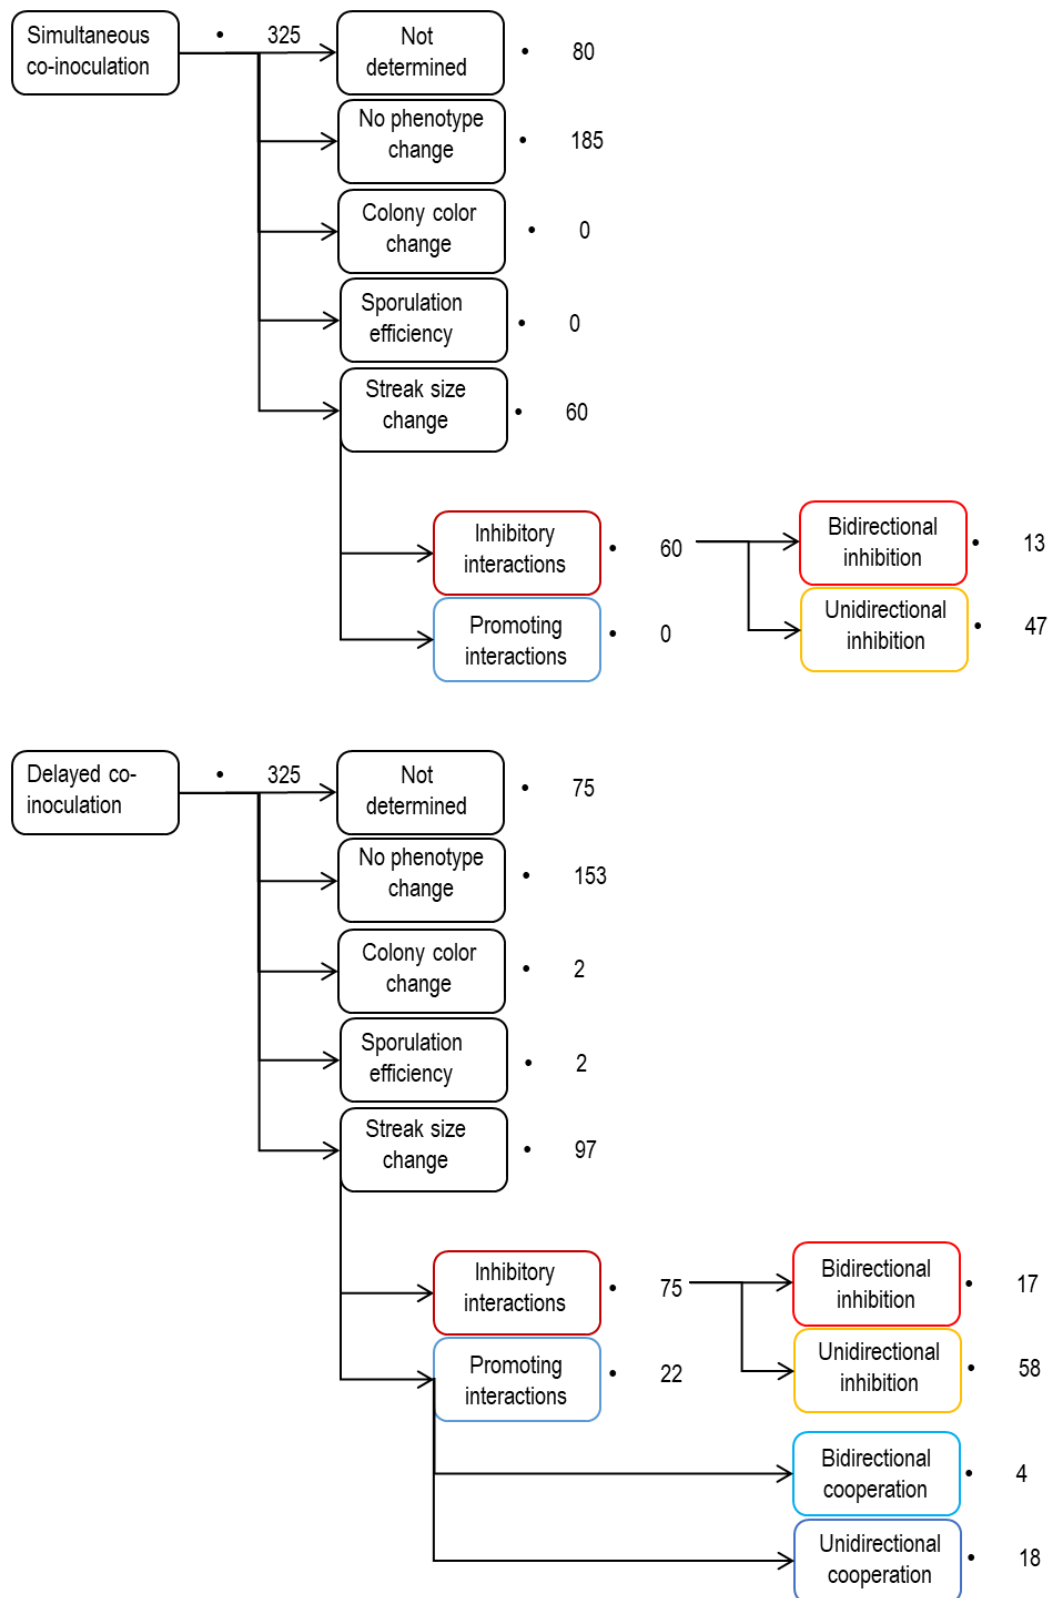 Simultaneous
co-inoculation
• 325
Not
determined
• 80
No phenotype
change
• 185
Colony color
change
• 0
Sporulation
efficiency
• 0
Streak size
change
• 60
Inhibitory
interactions
• 60
Bidirectional
inhibition
• 13
Unidirectional
inhibition
• 47
Promoting
interactions
• 0
Delayed co-
inoculation
• 325
Not
determined
• 75
No phenotype
change
• 153
Colony color
change
• 2
Sporulation
efficiency
• 2
Streak size
change
• 97
Inhibitory
interactions
• 75
Bidirectional
inhibition
• 17
Unidirectional
inhibition
• 58
Promoting
interactions
• 22
Bidirectional
cooperation
• 4
Unidirectional
cooperation
• 18